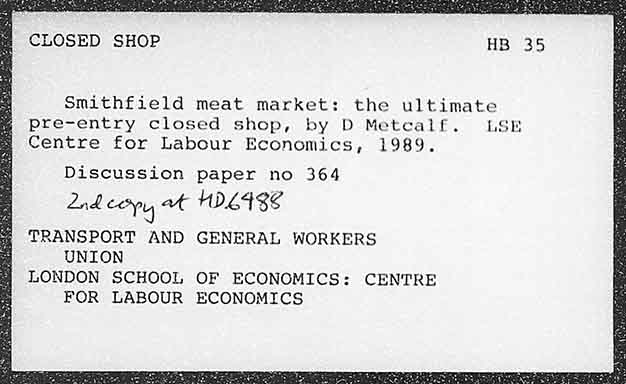 CLOSED SHOP HB 35
Smithfield meat market: the ultimate
pre-entry closed shop, by D Metcalf. LSE
Centre for Labour Economics, 1989.
Discussion paper no 364
2nd copy at HD6488
TRANSPORT AND GENERAL WORKERS
UNION
LONDON SCHOOL OF ECONOMICS: CENTRE
FOR LABOUR ECONOMICS